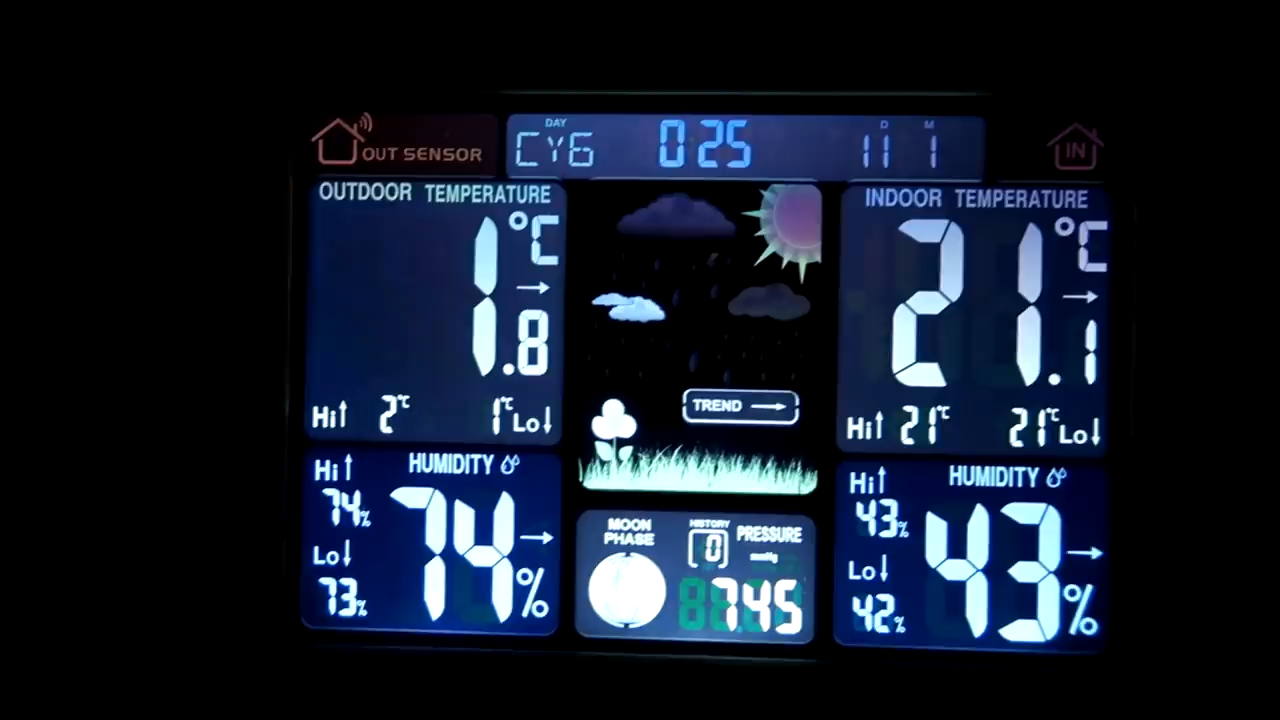 OUT SENSOR
DAY D M
СУБ 0:25 11 1
IN
OUTDOOR TEMPERATURE
1.8 °C
Hi 2°C 1°C Lo
HUMIDITY
Hi
74%
Lo
73%
74%
TREND
MOON PHASE
HISTORY
0
PRESSURE
mmHg
745
INDOOR TEMPERATURE
21.1 °C
Hi 21°C 21°C Lo
HUMIDITY
Hi
43%
Lo
42%
43%